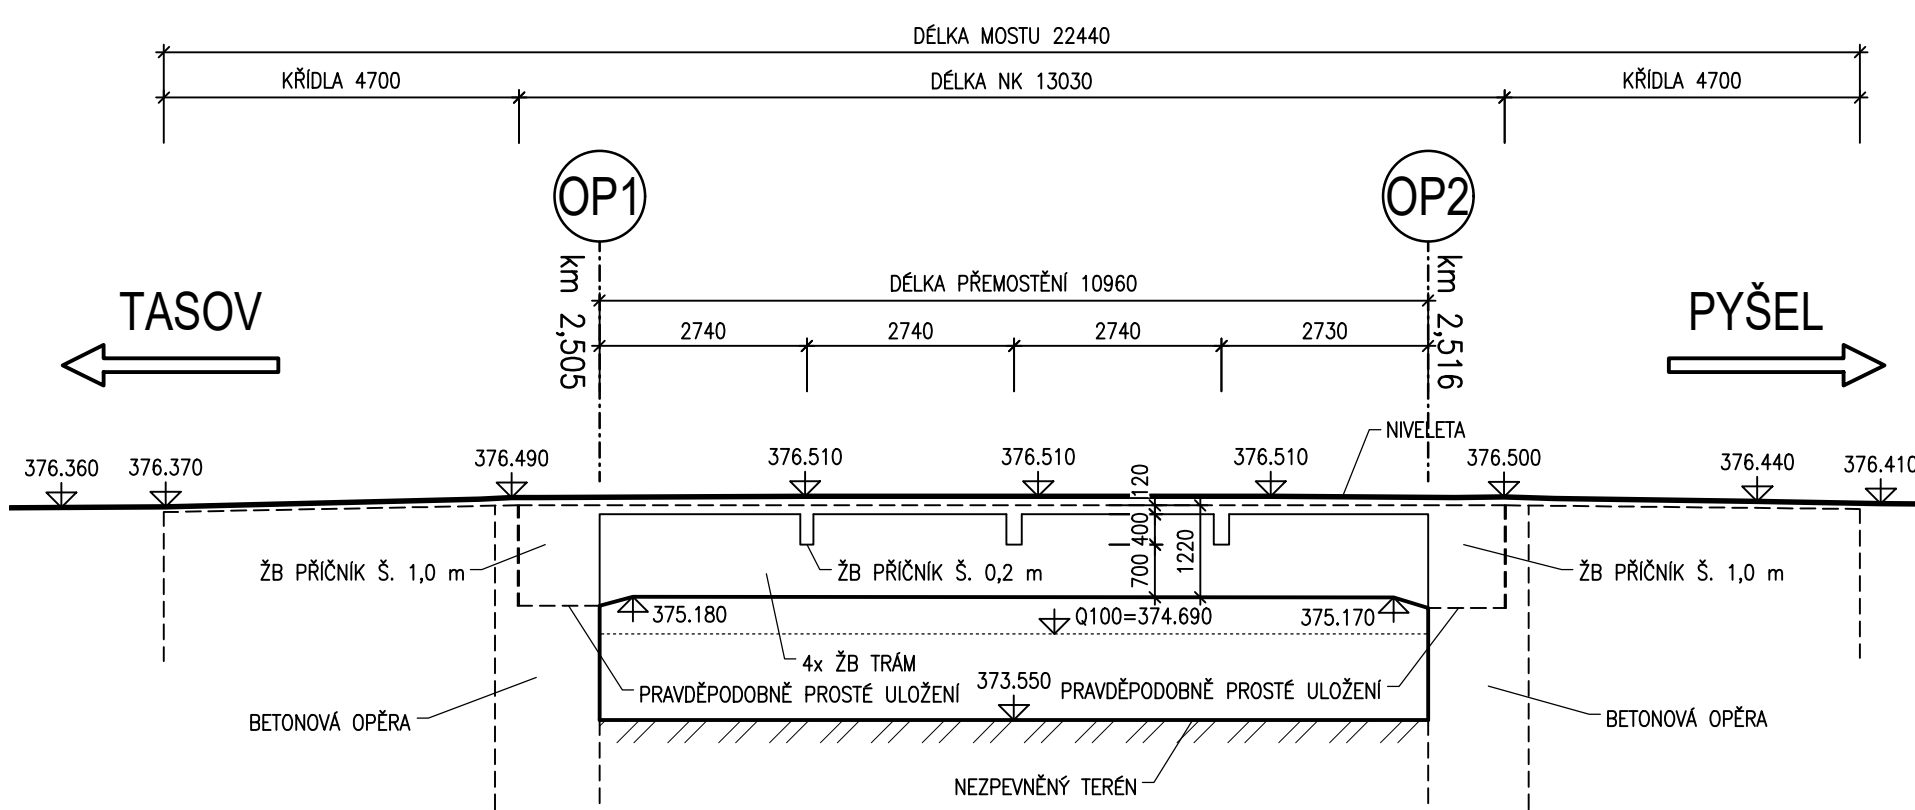 DÉLKA MOSTU 22440
KŘÍDLA 4700
DÉLKA NK 13030
KŘÍDLA 4700
OP1
OP2
km 2,505
km 2,516
DÉLKA PŘEMOSTĚNÍ 10960
TASOV
PYŠEL
2740
2740
2740
2730
NIVELETA
376.360
376.370
376.490
376.510
376.510
376.510
376.500
376.440
376.410
120
400
700
1220
ŽB PŘÍČNÍK Š. 1,0 m
ŽB PŘÍČNÍK Š. 0,2 m
ŽB PŘÍČNÍK Š. 1,0 m
375.180
Q100=374.690
375.170
4x ŽB TRÁM
PRAVDĚPODOBNĚ PROSTÉ ULOŽENÍ
373.550
PRAVDĚPODOBNĚ PROSTÉ ULOŽENÍ
BETONOVÁ OPĚRA
BETONOVÁ OPĚRA
NEZPEVNĚNÝ TERÉN